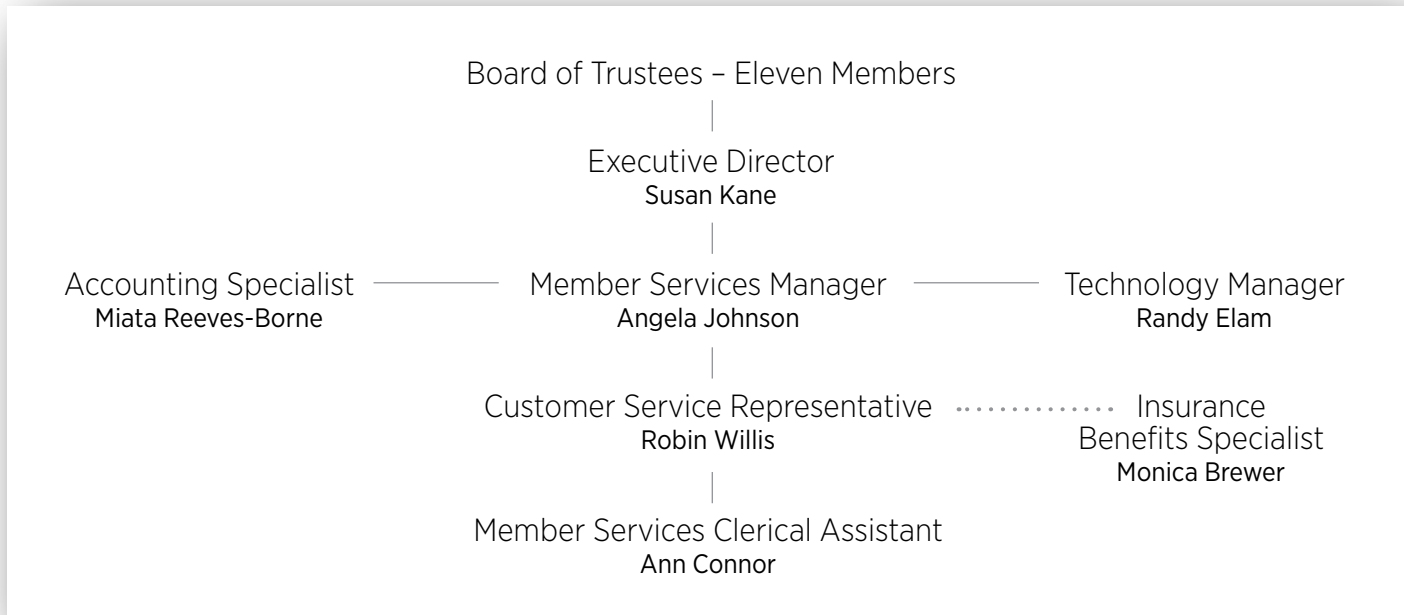 Board of Trustees – Eleven Members
Executive Director
Susan Kane
Accounting Specialist
Miata Reeves-Borne
Member Services Manager
Angela Johnson
Technology Manager
Randy Elam
Customer Service Representative
Robin Willis
Insurance
Benefits Specialist
Monica Brewer
Member Services Clerical Assistant
Ann Connor